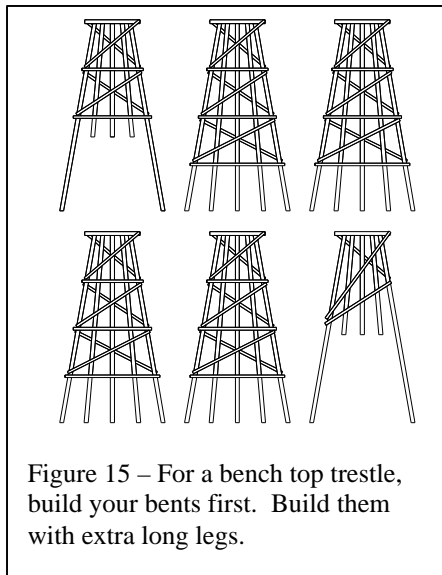 Figure 15 – For a bench top trestle,
build your bents first.  Build them
with extra long legs.